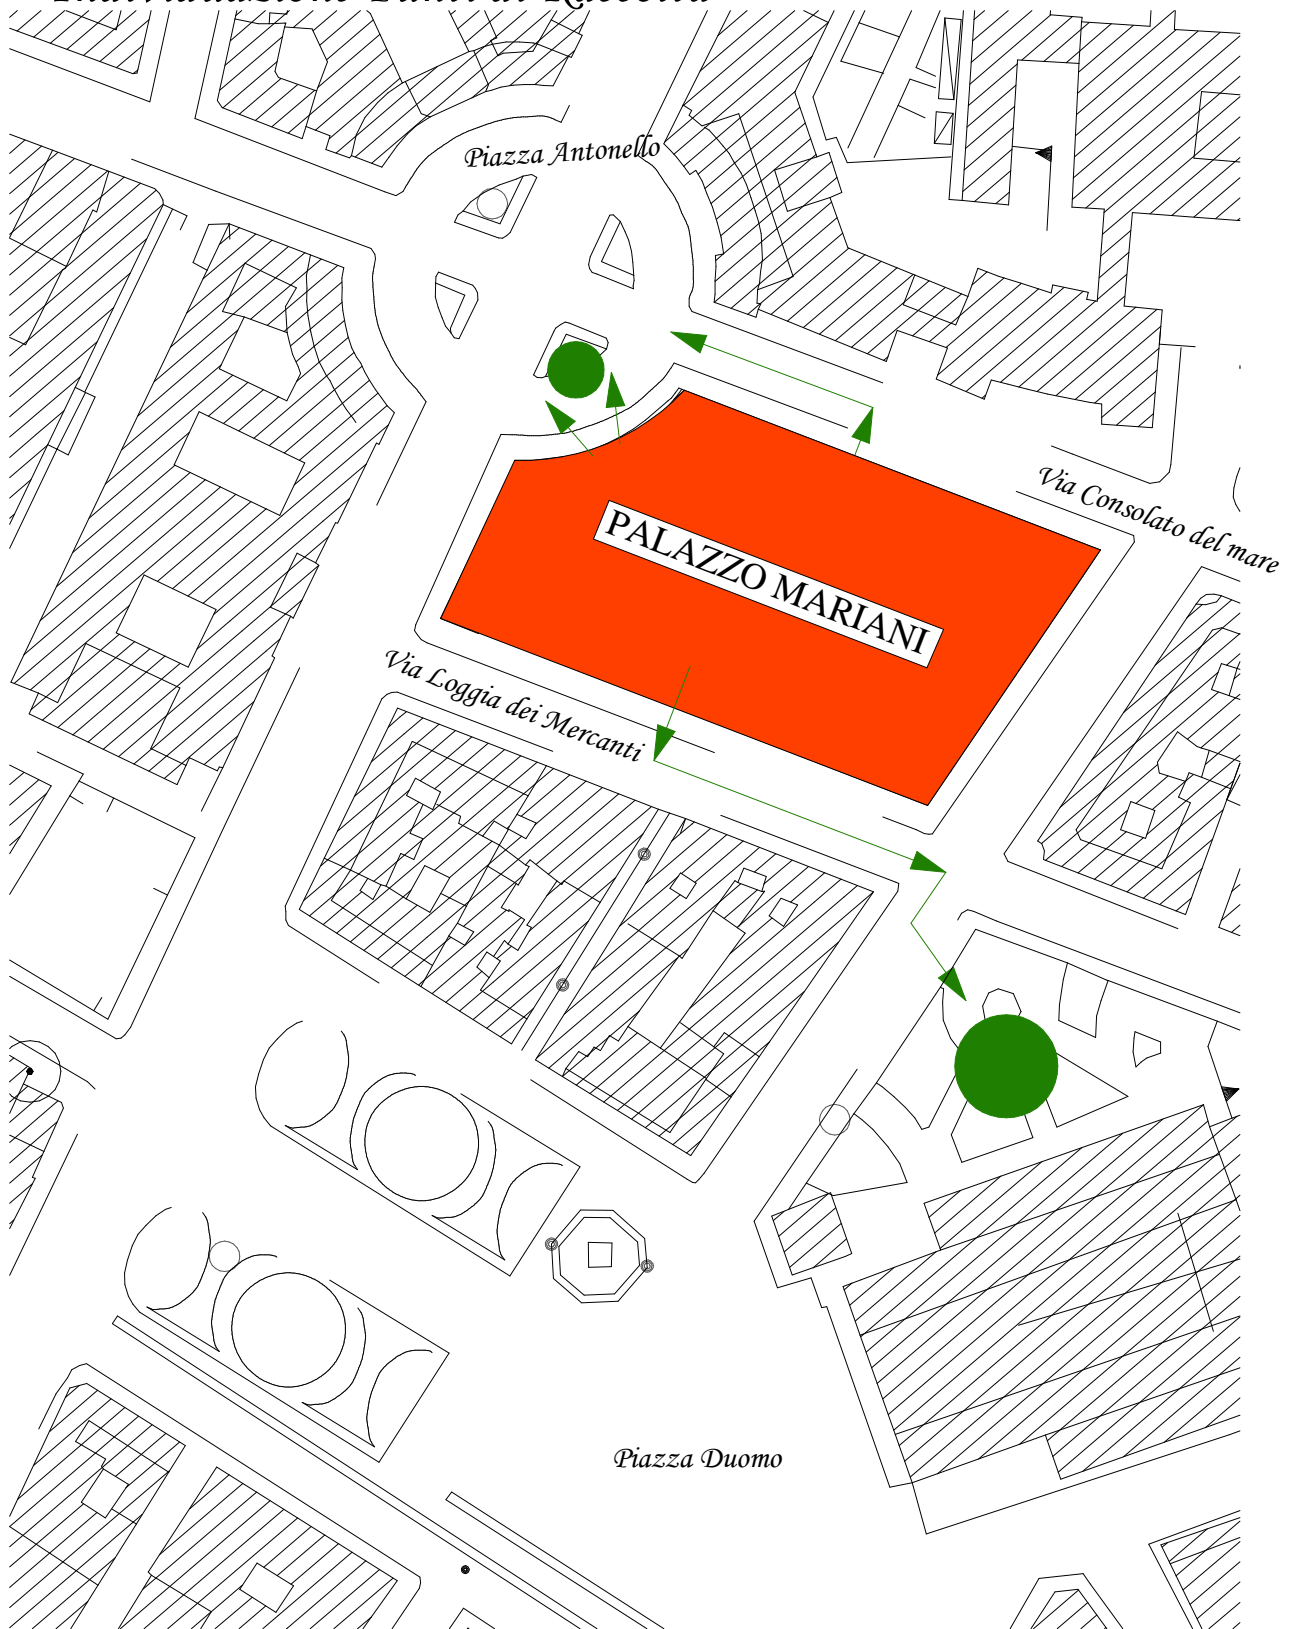 Piazza Antonello
Via Consolato del mare
PALAZZO MARIANI
Via Loggia dei Mercanti
Piazza Duomo